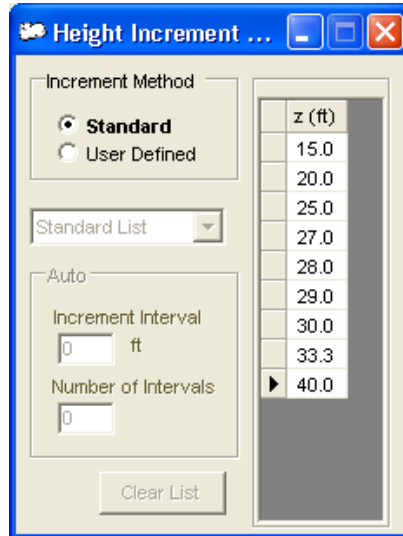 Height Increment ...
Increment Method
Standard
User Defined
Standard List
Auto
Increment Interval
0 ft
Number of Intervals
0
Clear List
z (ft)
15.0
20.0
25.0
27.0
28.0
29.0
30.0
33.3
40.0